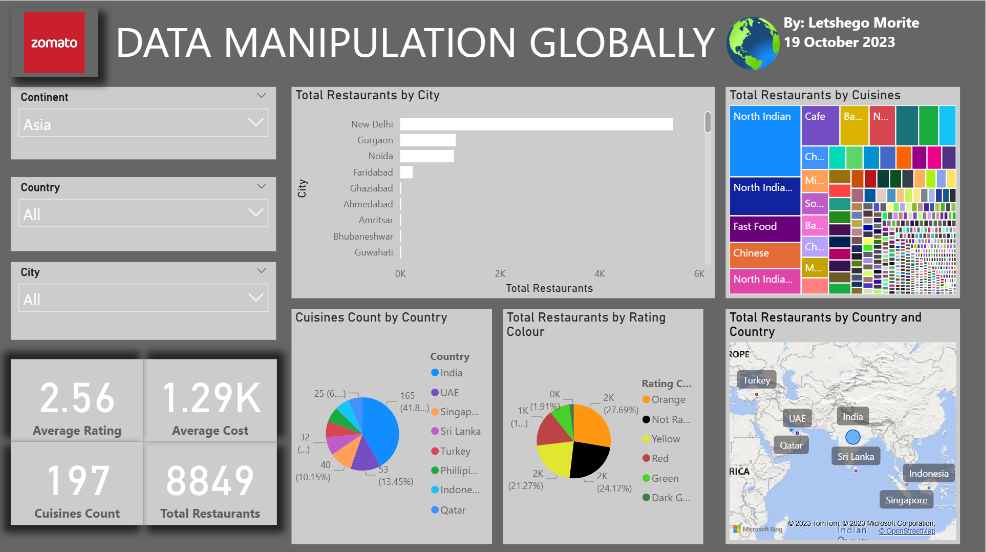 zomato
DATA MANIPULATION GLOBALLY
By: Letshego Morite
19 October 2023
Continent
Asia
Country
All
City
All
2.56
Average Rating
1.29K
Average Cost
197
Cuisines Count
8849
Total Restaurants
Total Restaurants by City
City
New Delhi
Gurgaon
Noida
Faridabad
Ghaziabad
Ahmedabad
Amritsar
Bhubaneshwar
Guwahati
0K
2K
4K
6K
Total Restaurants
Total Restaurants by Cuisines
North Indian
North India...
Fast Food
Chinese
North India...
Cafe
Ba...
N...
Ch...
Mi...
So...
Ba...
Ch...
M...
Cuisines Count by Country
25 (6....)
165
(41.8...)
32
(...)
40
(10.15%)
53
(13.45%)
Country
India
UAE
Singap...
Sri Lanka
Turkey
Phillipi...
Indone...
Qatar
Total Restaurants by Rating
Colour
0K
(1.91%)
2K
(27.69%)
1K
(1...)
2K
(21.27%)
2K
(24.17%)
Rating C...
Orange
Not Ra...
Yellow
Red
Green
Dark G...
Total Restaurants by Country and
Country
ROPE
Turkey
UAE
India
Qatar
Sri Lanka
RICA
Indonesia
Singapore
Microsoft Bing
© 2023 TomTom, © 2023 Microsoft Corporation,
Indian
© OpenStreetMap